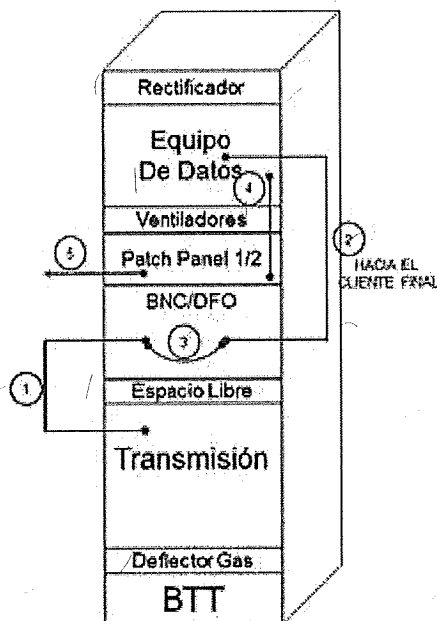 Rectificador
Equipo
De Datos
4
Ventiladores
5
Patch Panel 1/2
2
HACIA EL
CLIENTE FINAL
BNC/DFO
3
1
Espacio Libre
Transmisión
Deflector Gas
BTT